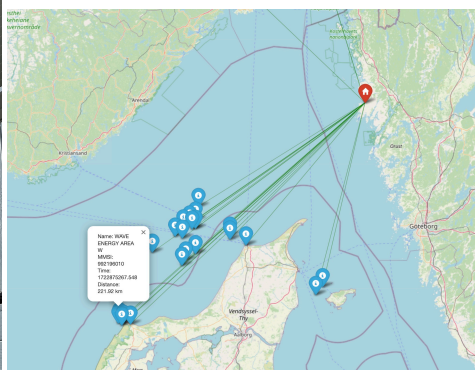 Arendal
Kristiansand
Orust
Göteborg
Name: WAVE
ENERGY AREA
W
MMSI:
992196010
Time:
1722875267.548
Distance:
221.92 km
Vendsyssel-
Thy
Aalborg